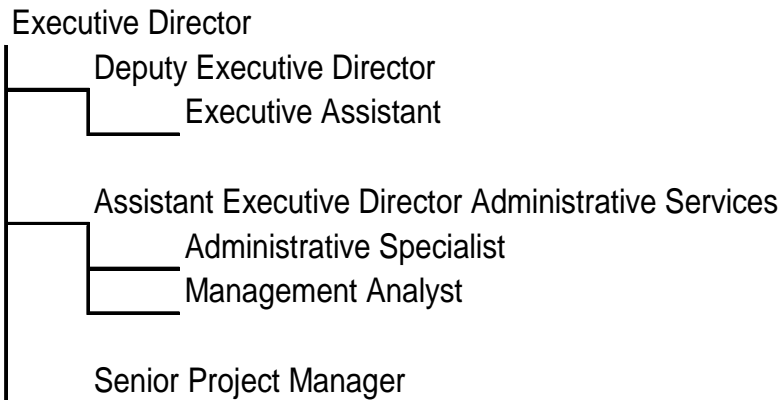 Executive Director
Deputy Executive Director
Executive Assistant
Assistant Executive Director Administrative Services
Administrative Specialist
Management Analyst
Senior Project Manager